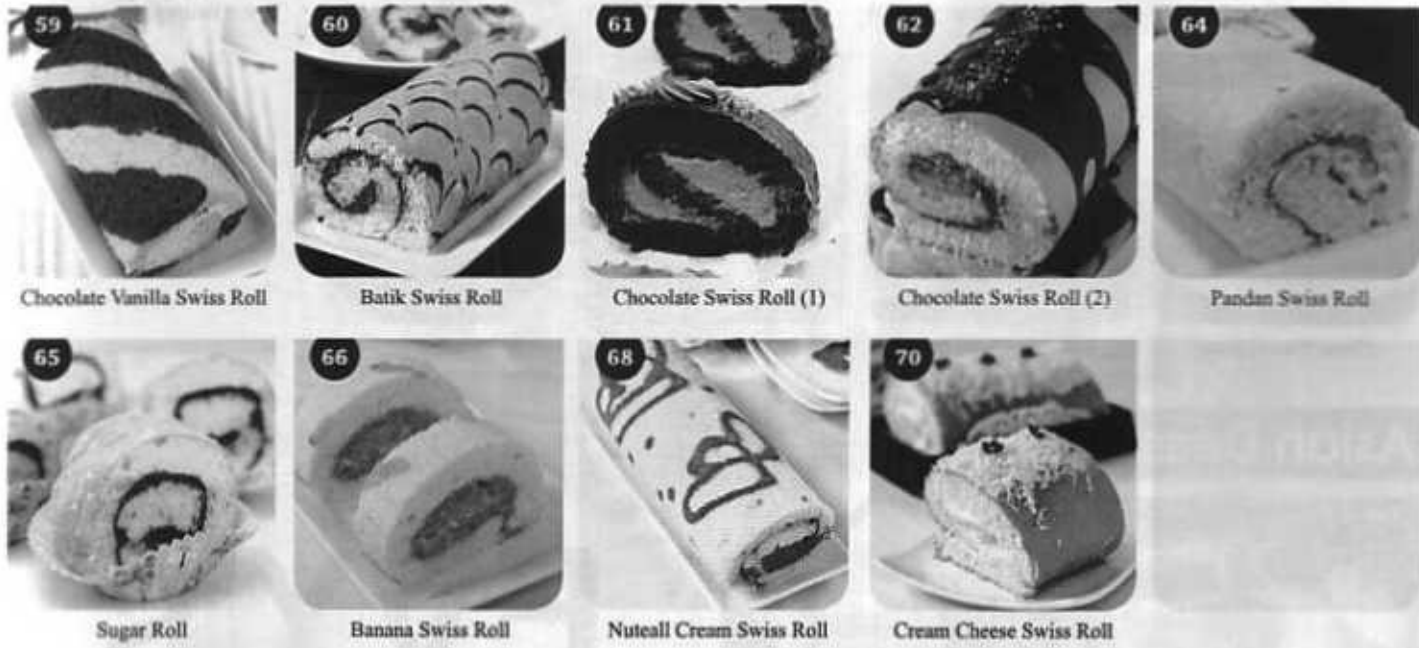 59
60
61
62
64
Chocolate Vanilla Swiss Roll
Batik Swiss Roll
Chocolate Swiss Roll (1)
Chocolate Swiss Roll (2)
Pandan Swiss Roll
65
66
68
70
Sugar Roll
Banana Swiss Roll
Nuteall Cream Swiss Roll
Cream Cheese Swiss Roll